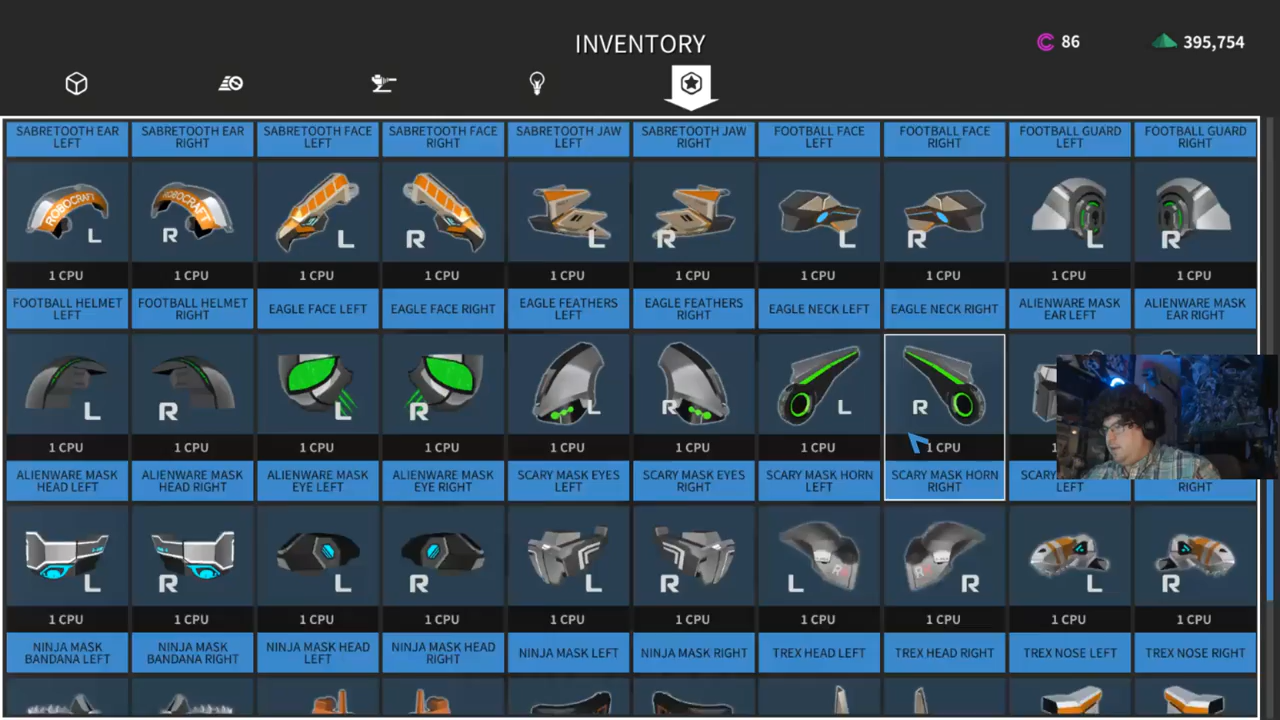 INVENTORY
86
395,754
SABRETOOTH EAR LEFT
SABRETOOTH EAR RIGHT
SABRETOOTH FACE LEFT
SABRETOOTH FACE RIGHT
SABRETOOTH JAW LEFT
SABRETOOTH JAW RIGHT
FOOTBALL FACE LEFT
FOOTBALL FACE RIGHT
FOOTBALL GUARD LEFT
FOOTBALL GUARD RIGHT
ROBOCRAFT L
ROBOCRAFT R
L
R
L
R
L
R
L
R
1 CPU
1 CPU
1 CPU
1 CPU
1 CPU
1 CPU
1 CPU
1 CPU
1 CPU
1 CPU
FOOTBALL HELMET LEFT
FOOTBALL HELMET RIGHT
EAGLE FACE LEFT
EAGLE FACE RIGHT
EAGLE FEATHERS LEFT
EAGLE FEATHERS RIGHT
EAGLE NECK LEFT
EAGLE NECK RIGHT
ALIENWARE MASK EAR LEFT
ALIENWARE MASK EAR RIGHT
L
R
L
R
L
R
L
R
1 CPU
1 CPU
1 CPU
1 CPU
1 CPU
1 CPU
1 CPU
1 CPU
ALIENWARE MASK HEAD LEFT
ALIENWARE MASK HEAD RIGHT
ALIENWARE MASK EYE LEFT
ALIENWARE MASK EYE RIGHT
SCARY MASK EYES LEFT
SCARY MASK EYES RIGHT
SCARY MASK HORN LEFT
SCARY MASK HORN RIGHT
LEFT
RIGHT
L
R
L
R
L
R
L
R
L
R
1 CPU
1 CPU
1 CPU
1 CPU
1 CPU
1 CPU
1 CPU
1 CPU
1 CPU
1 CPU
NINJA MASK BANDANA LEFT
NINJA MASK BANDANA RIGHT
NINJA MASK HEAD LEFT
NINJA MASK HEAD RIGHT
NINJA MASK LEFT
NINJA MASK RIGHT
TREX HEAD LEFT
TREX HEAD RIGHT
TREX NOSE LEFT
TREX NOSE RIGHT